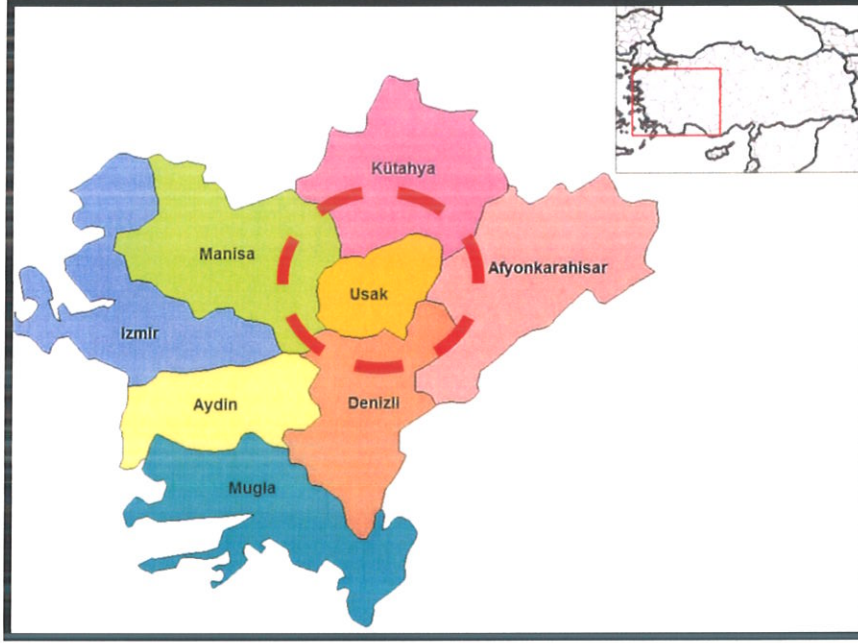 Kütahya
Manisa
Afyonkarahisar
Usak
Izmir
Aydin
Denizli
Mugla